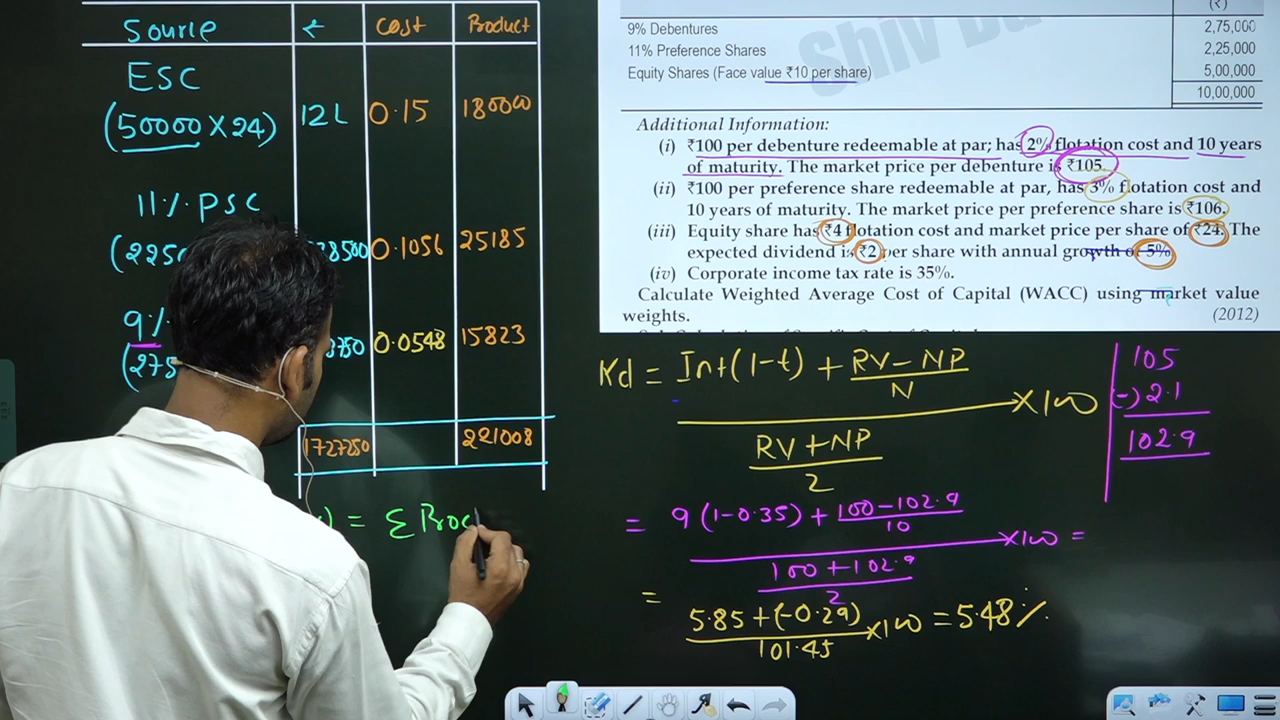 Source ₹ Cost Product
ESC
(50000 × 24) 12L 0.15 180000
11% PSC
(225 38500 0.1056 25185
9%
(275 3750 0.0548 15823
1727250 221008
) = Σ Proc
(₹)
9% Debentures 2,75,000
11% Preference Shares 2,25,000
Equity Shares (Face value ₹10 per share) 5,00,000
10,00,000
Shiv Da
Additional Information:
(i) ₹100 per debenture redeemable at par; has 2% flotation cost and 10 years
of maturity. The market price per debenture is ₹105.
(ii) ₹100 per preference share redeemable at par, has 3% flotation cost and
10 years of maturity. The market price per preference share is ₹106.
(iii) Equity share has ₹4 flotation cost and market price per share of ₹24. The
expected dividend is ₹2 per share with annual growth of 5%.
(iv) Corporate income tax rate is 35%.
Calculate Weighted Average Cost of Capital (WACC) using market value
weights. (2012)
Kd = Int(1-t) + RV - NP
N
× 100
RV + NP
2
= 9 (1-0.35) + 100 - 102.9
10
× 100 =
100 + 102.9
2
= 5.85 + (-0.29) × 100 = 5.48%
101.45
105
(-) 2.1
102.9